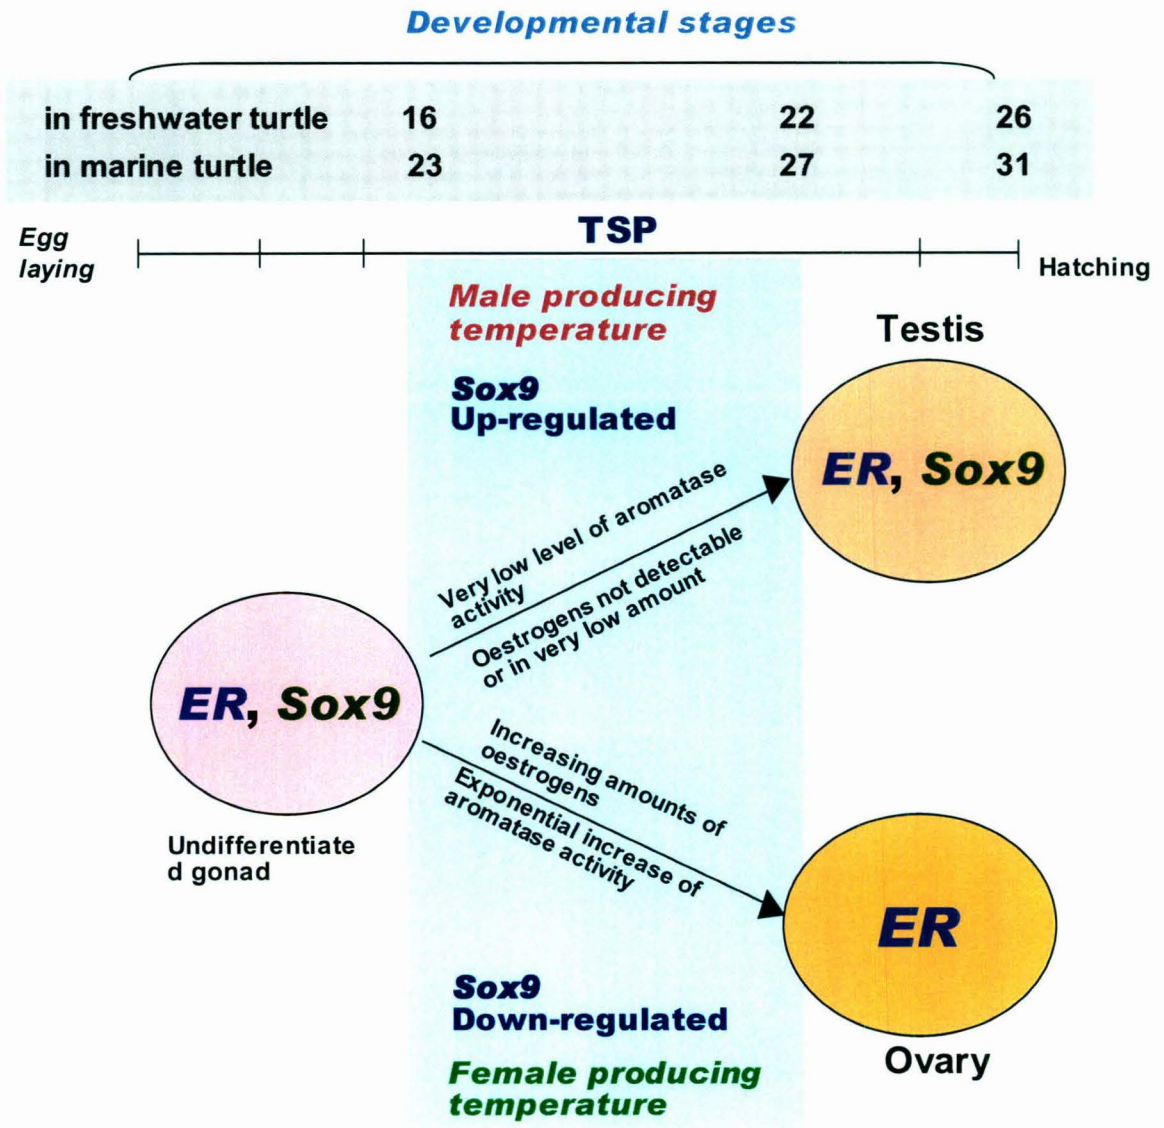 Developmental stages
in freshwater turtle 16 22 26
in marine turtle 23 27 31
Egg
laying
TSP
Hatching
Male producing
temperature
Testis
Sox9
Up-regulated
ER, Sox9
Very low level of aromatase
activity
Oestrogens not detectable
or in very low amount
ER, Sox9
Undifferentiate
d gonad
Increasing amounts of
oestrogens
Exponential increase of
aromatase activity
ER
Ovary
Sox9
Down-regulated
Female producing
temperature